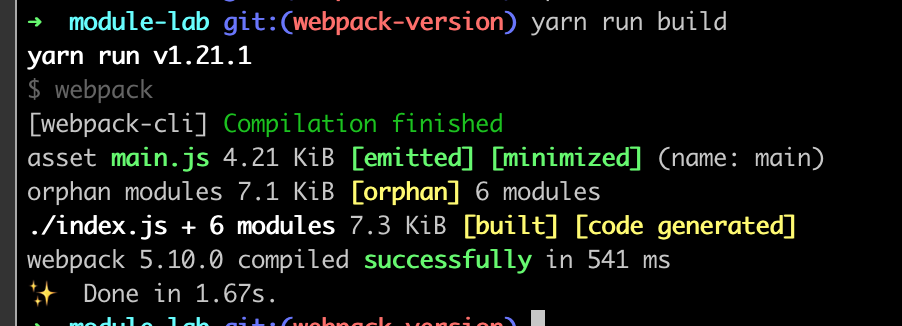 ➜  module-lab git:(webpack-version) yarn run build
yarn run v1.21.1
$ webpack
[webpack-cli] Compilation finished
asset main.js 4.21 KiB [emitted] [minimized] (name: main)
orphan modules 7.1 KiB [orphan] 6 modules
./index.js + 6 modules 7.3 KiB [built] [code generated]
webpack 5.10.0 compiled successfully in 541 ms
✨  Done in 1.67s.
➜  module-lab git:(webpack-version)